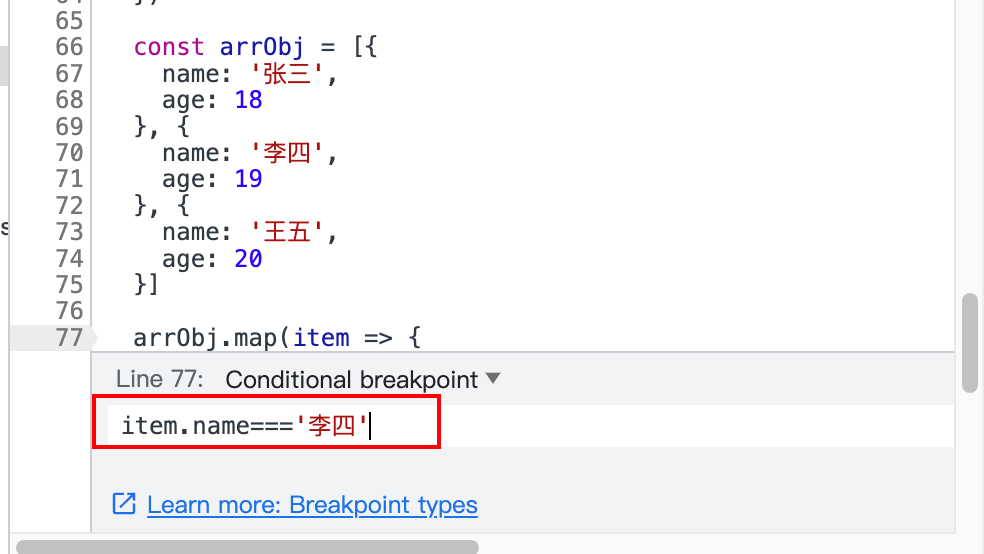 65
66 const arrObj = [{
67 name: '张三',
68 age: 18
69 }, {
70 name: '李四',
71 age: 19
72 }, {
73 name: '王五',
74 age: 20
75 }]
76
77 arrObj.map(item => {
Line 77: Conditional breakpoint
item.name==='李四'
Learn more: Breakpoint types